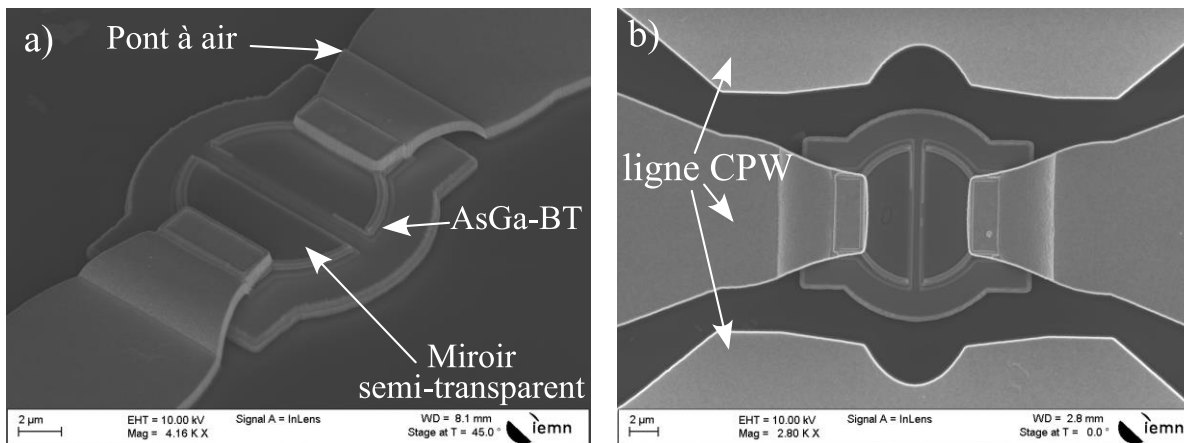 a)
Pont à air
AsGa-BT
Miroir
semi-transparent
2 µm
EHT = 10.00 kV
Signal A = InLens
WD = 8.1 mm
Mag = 4.16 K X
Stage at T = 45.0 °
iemn
b)
ligne CPW
2 µm
EHT = 10.00 kV
Signal A = InLens
WD = 2.8 mm
Mag = 2.80 K X
Stage at T = 0.0 °
iemn